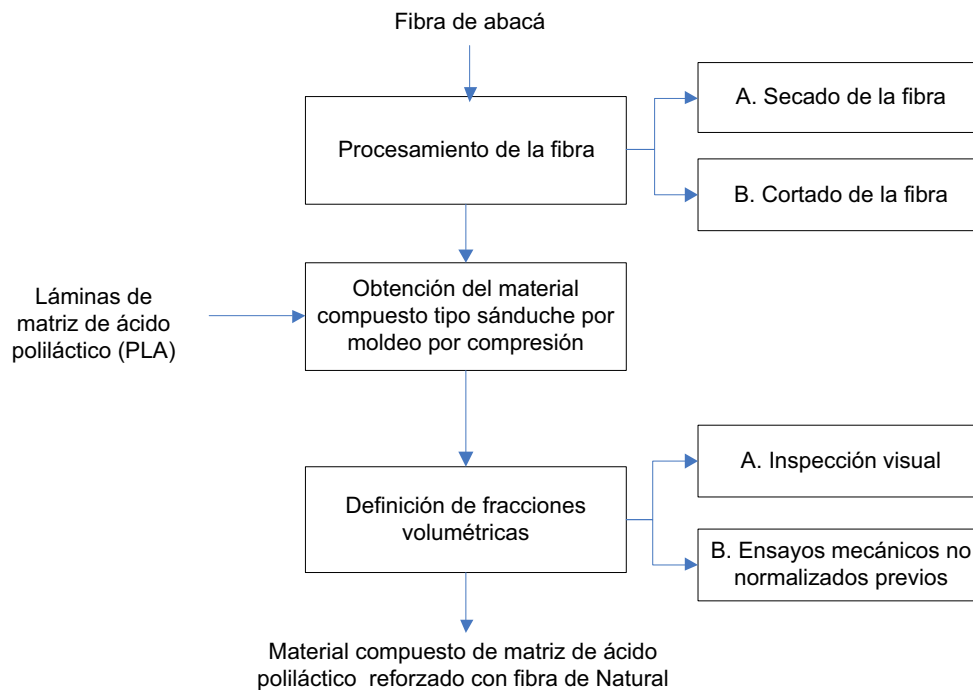 Fibra de abacá
Procesamiento de la fibra
A. Secado de la fibra
B. Cortado de la fibra
Láminas de
matriz de ácido
poliláctico (PLA)
Obtención del material
compuesto tipo sánduche por
moldeo por compresión
Definición de fracciones
volumétricas
A. Inspección visual
B. Ensayos mecánicos no
normalizados previos
Material compuesto de matriz de ácido
poliláctico reforzado con fibra de Natural